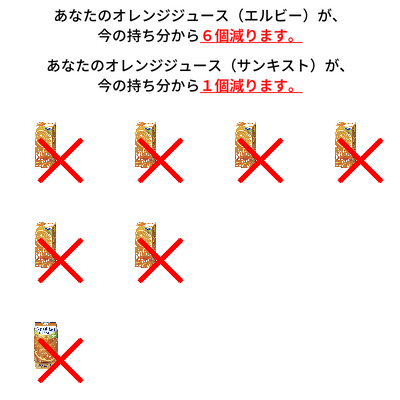 あなたのオレンジジュース（エルビー）が、
今の持ち分から６個減ります。
あなたのオレンジジュース（サンキスト）が、
今の持ち分から１個減ります。